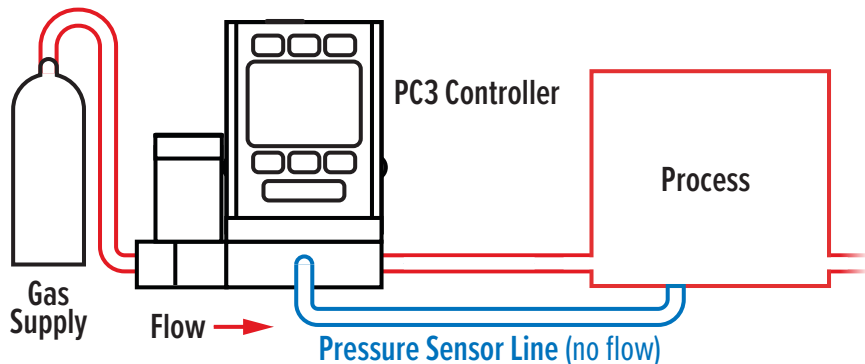 PC3 Controller
Process
Gas
Supply
Flow
Pressure Sensor Line (no flow)